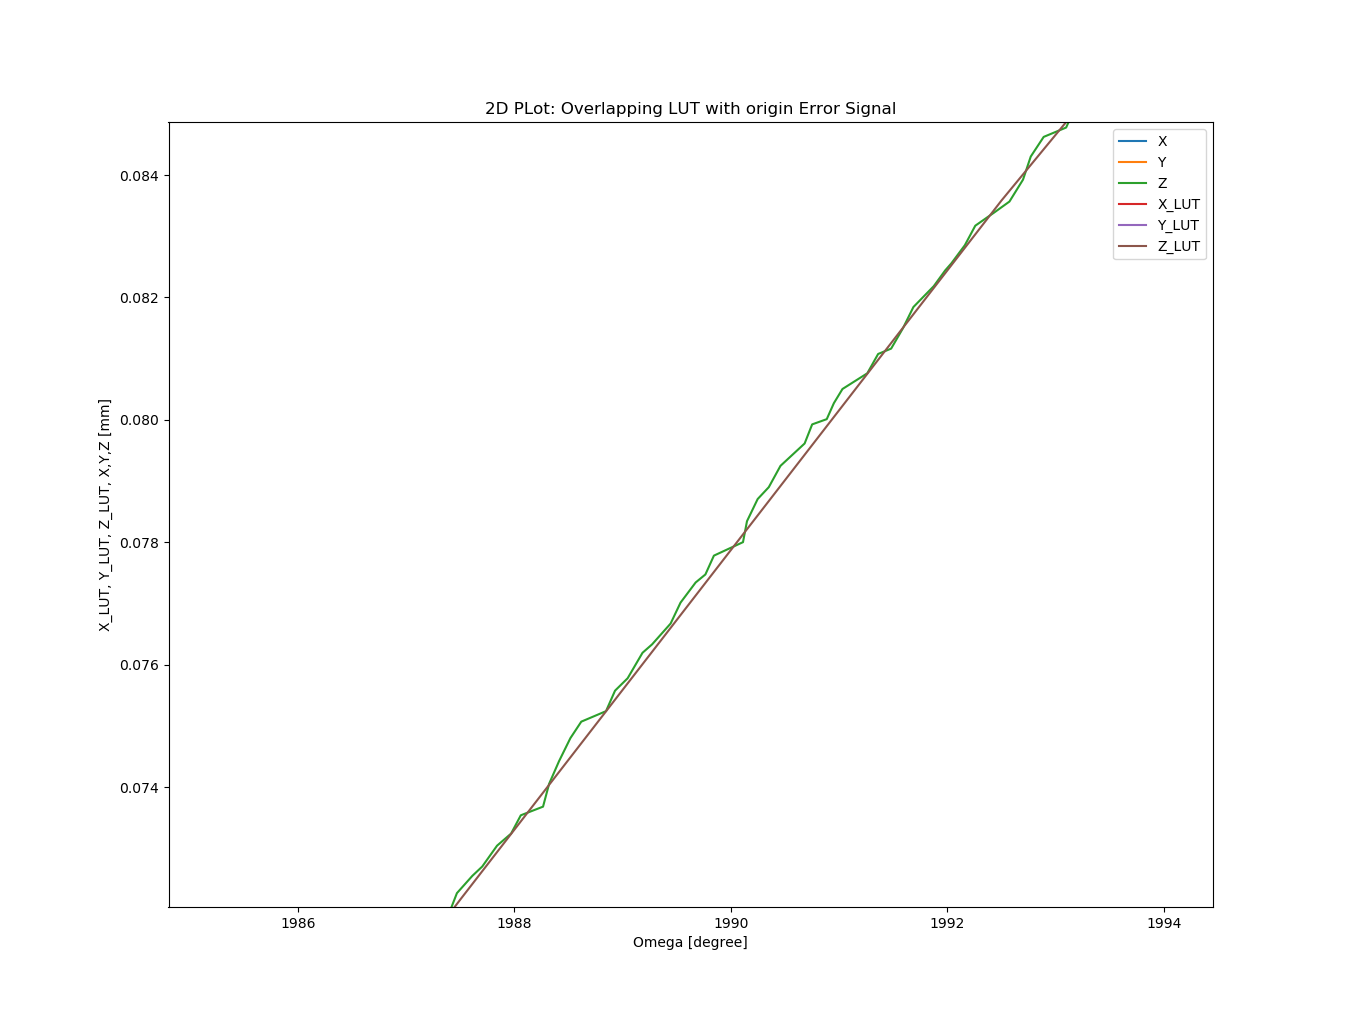 2D PLot: Overlapping LUT with origin Error Signal
X
Y
Z
X_LUT
Y_LUT
Z_LUT
0.084
0.082
0.080
0.078
0.076
0.074
X_LUT, Y_LUT, Z_LUT, X,Y,Z [mm]
1986
1988
1990
1992
1994
Omega [degree]